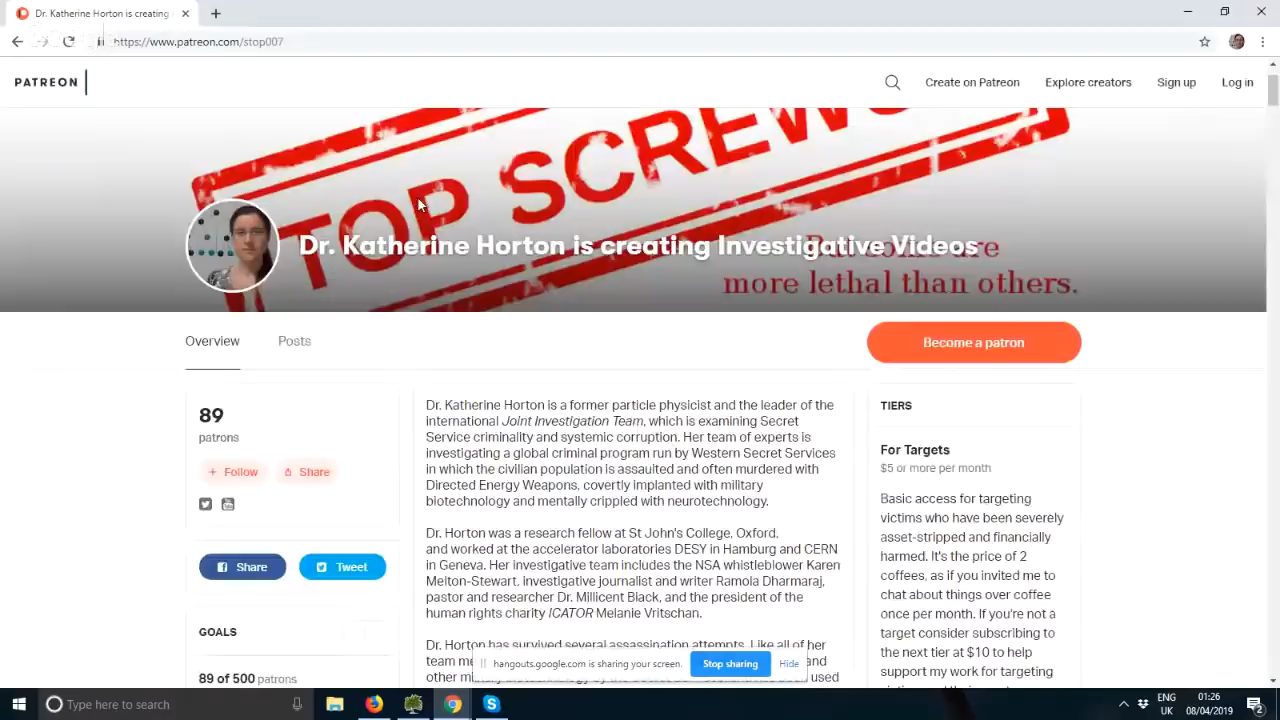 Dr. Katherine Horton is creating
https://www.patreon.com/stop007
PATREON
Create on Patreon
Explore creators
Sign up
Log in
TOP SCREW
Dr. Katherine Horton is creating Investigative Videos
more lethal than others.
Overview
Posts
Become a patron
89
patrons
+ Follow
Share
Share
Tweet
GOALS
89 of 500 patrons
Dr. Katherine Horton is a former particle physicist and the leader of the
international Joint Investigation Team, which is examining Secret
Service criminality and systemic corruption. Her team of experts is
investigating a global criminal program run by Western Secret Services
in which the civilian population is assaulted and often murdered with
Directed Energy Weapons, covertly implanted with military
biotechnology and mentally crippled with neurotechnology.
Dr. Horton was a research fellow at St John's College, Oxford,
and worked at the accelerator laboratories DESY in Hamburg and CERN
in Geneva. Her investigative team includes the NSA whistleblower Karen
Melton-Stewart, investigative journalist and writer Ramola Dharmaraj,
pastor and researcher Dr. Millicent Black, and the president of the
human rights charity ICATOR Melanie Vritschan.
Dr. Horton has survived several assassination attempts. Like all of her
team me
and
other mi
used
TIERS
For Targets
$5 or more per month
Basic access for targeting
victims who have been severely
asset-stripped and financially
harmed. It's the price of 2
coffees, as if you invited me to
chat about things over coffee
once per month. If you're not a
target consider subscribing to
the next tier at $10 to help
support my work for targeting
hangouts.google.com is sharing your screen.
Stop sharing
Hide
Type here to search
ENG
UK
01:26
08/04/2019